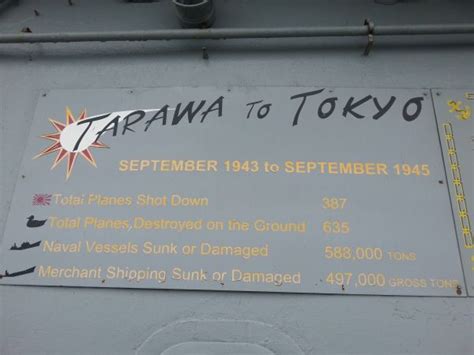 TARAWA TO TOKYO
SEPTEMBER 1943 to SEPTEMBER 1945
Total Planes Shot Down 387
Total Planes Destroyed on the Ground 635
Naval Vessels Sunk or Damaged 588,000 TONS
Merchant Shipping Sunk or Damaged 497,000 GROSS TONS